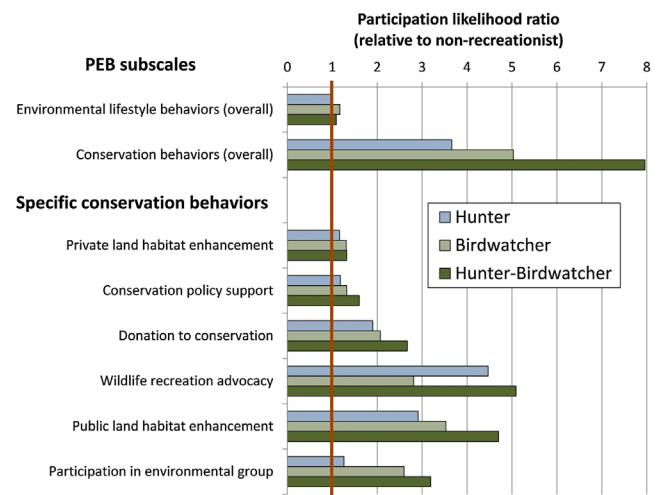 Participation likelihood ratio
(relative to non-recreationist)
PEB subscales
0 1 2 3 4 5 6 7 8
Environmental lifestyle behaviors (overall)
Conservation behaviors (overall)
Specific conservation behaviors
Hunter
Birdwatcher
Hunter-Birdwatcher
Private land habitat enhancement
Conservation policy support
Donation to conservation
Wildlife recreation advocacy
Public land habitat enhancement
Participation in environmental group